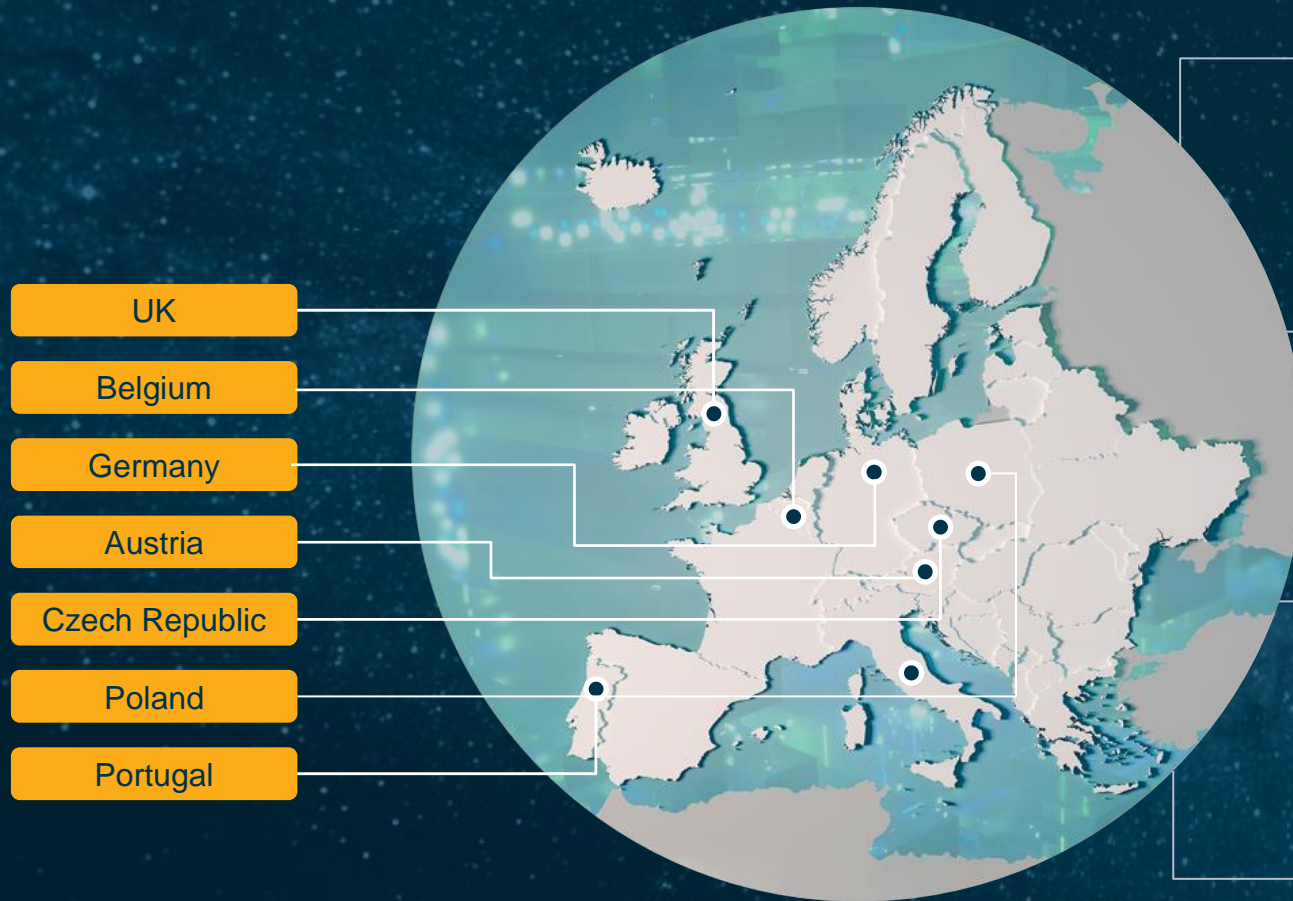 UK
Belgium
Germany
Austria
Czech Republic
Poland
Portugal